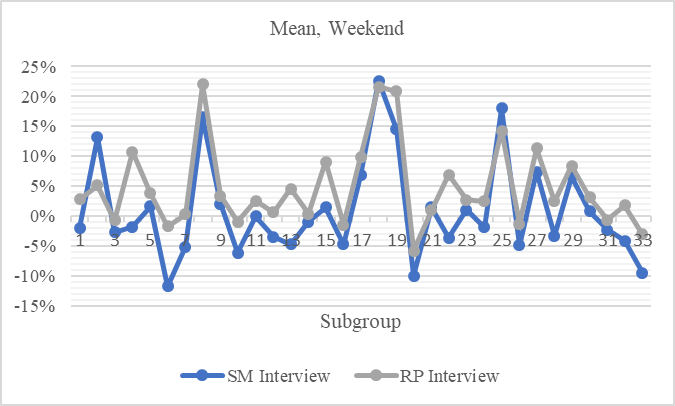 Mean, Weekend
25%
20%
15%
10%
5%
0%
-5%
-10%
-15%
1 3 5 7 9 11 13 15 17 19 21 23 25 27 29 31 33
Subgroup
SM Interview RP Interview